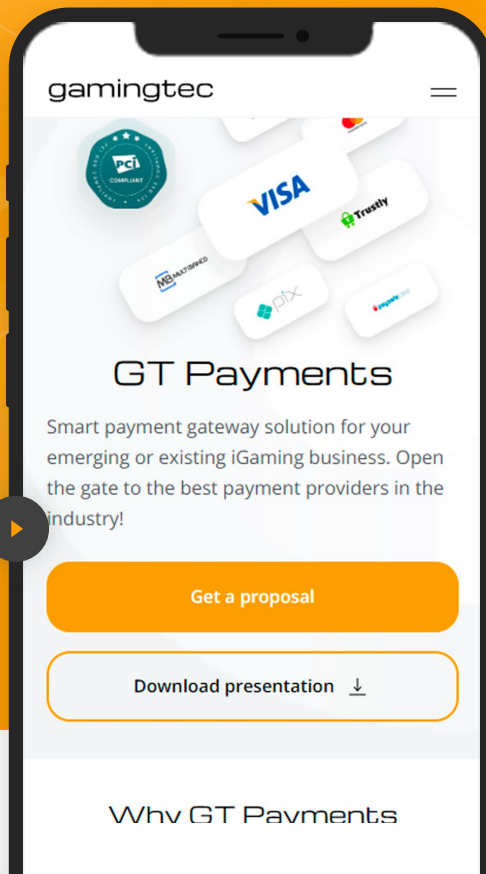 gamingtec
PCI
COMPLIANT
VISA
Trustly
MB MULTIBANCO
pix
paysafecard
GT Payments
Smart payment gateway solution for your
emerging or existing iGaming business. Open
the gate to the best payment providers in the
industry!
Get a proposal
Download presentation
Why GT Payments